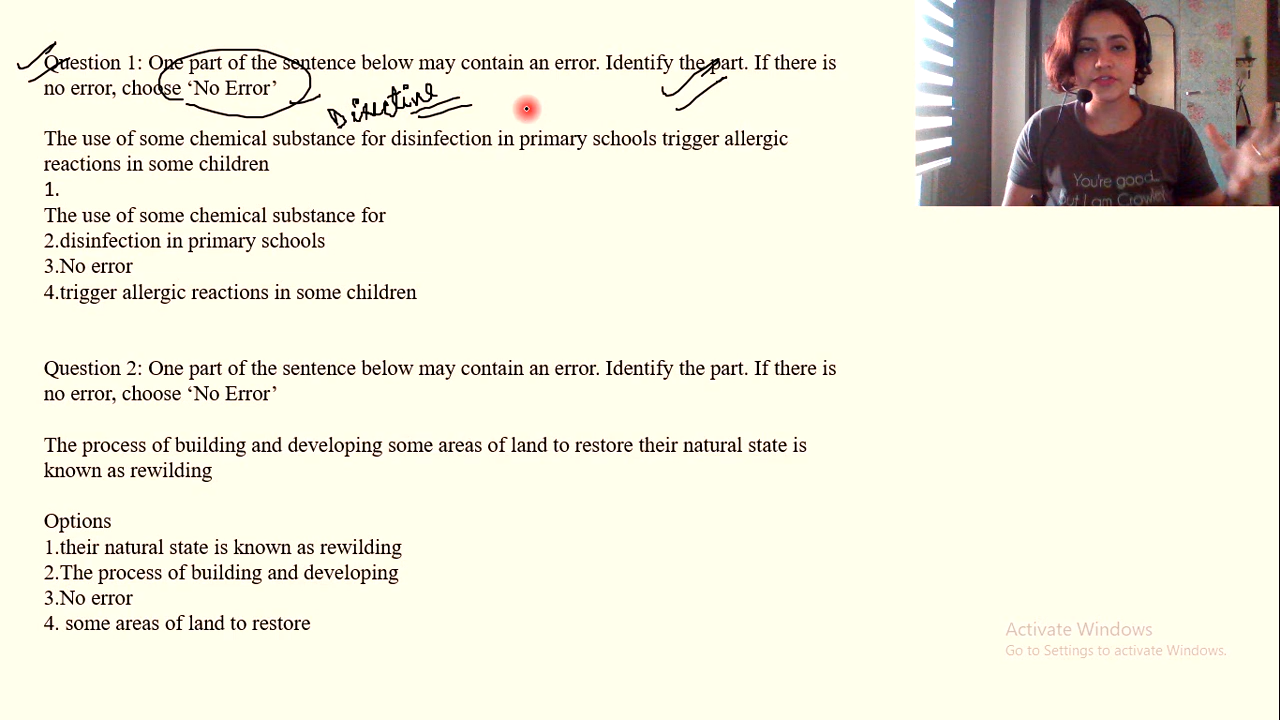 Question 1: One part of the sentence below may contain an error. Identify the part. If there is
no error, choose ‘No Error’
Directive
The use of some chemical substance for disinfection in primary schools trigger allergic
reactions in some children
1.
The use of some chemical substance for
2.disinfection in primary schools
3.No error
4.trigger allergic reactions in some children
Question 2: One part of the sentence below may contain an error. Identify the part. If there is
no error, choose ‘No Error’
The process of building and developing some areas of land to restore their natural state is
known as rewilding
Options
1.their natural state is known as rewilding
2.The process of building and developing
3.No error
4. some areas of land to restore
You're good..
but I am Crowley
Activate Windows
Go to Settings to activate Windows.